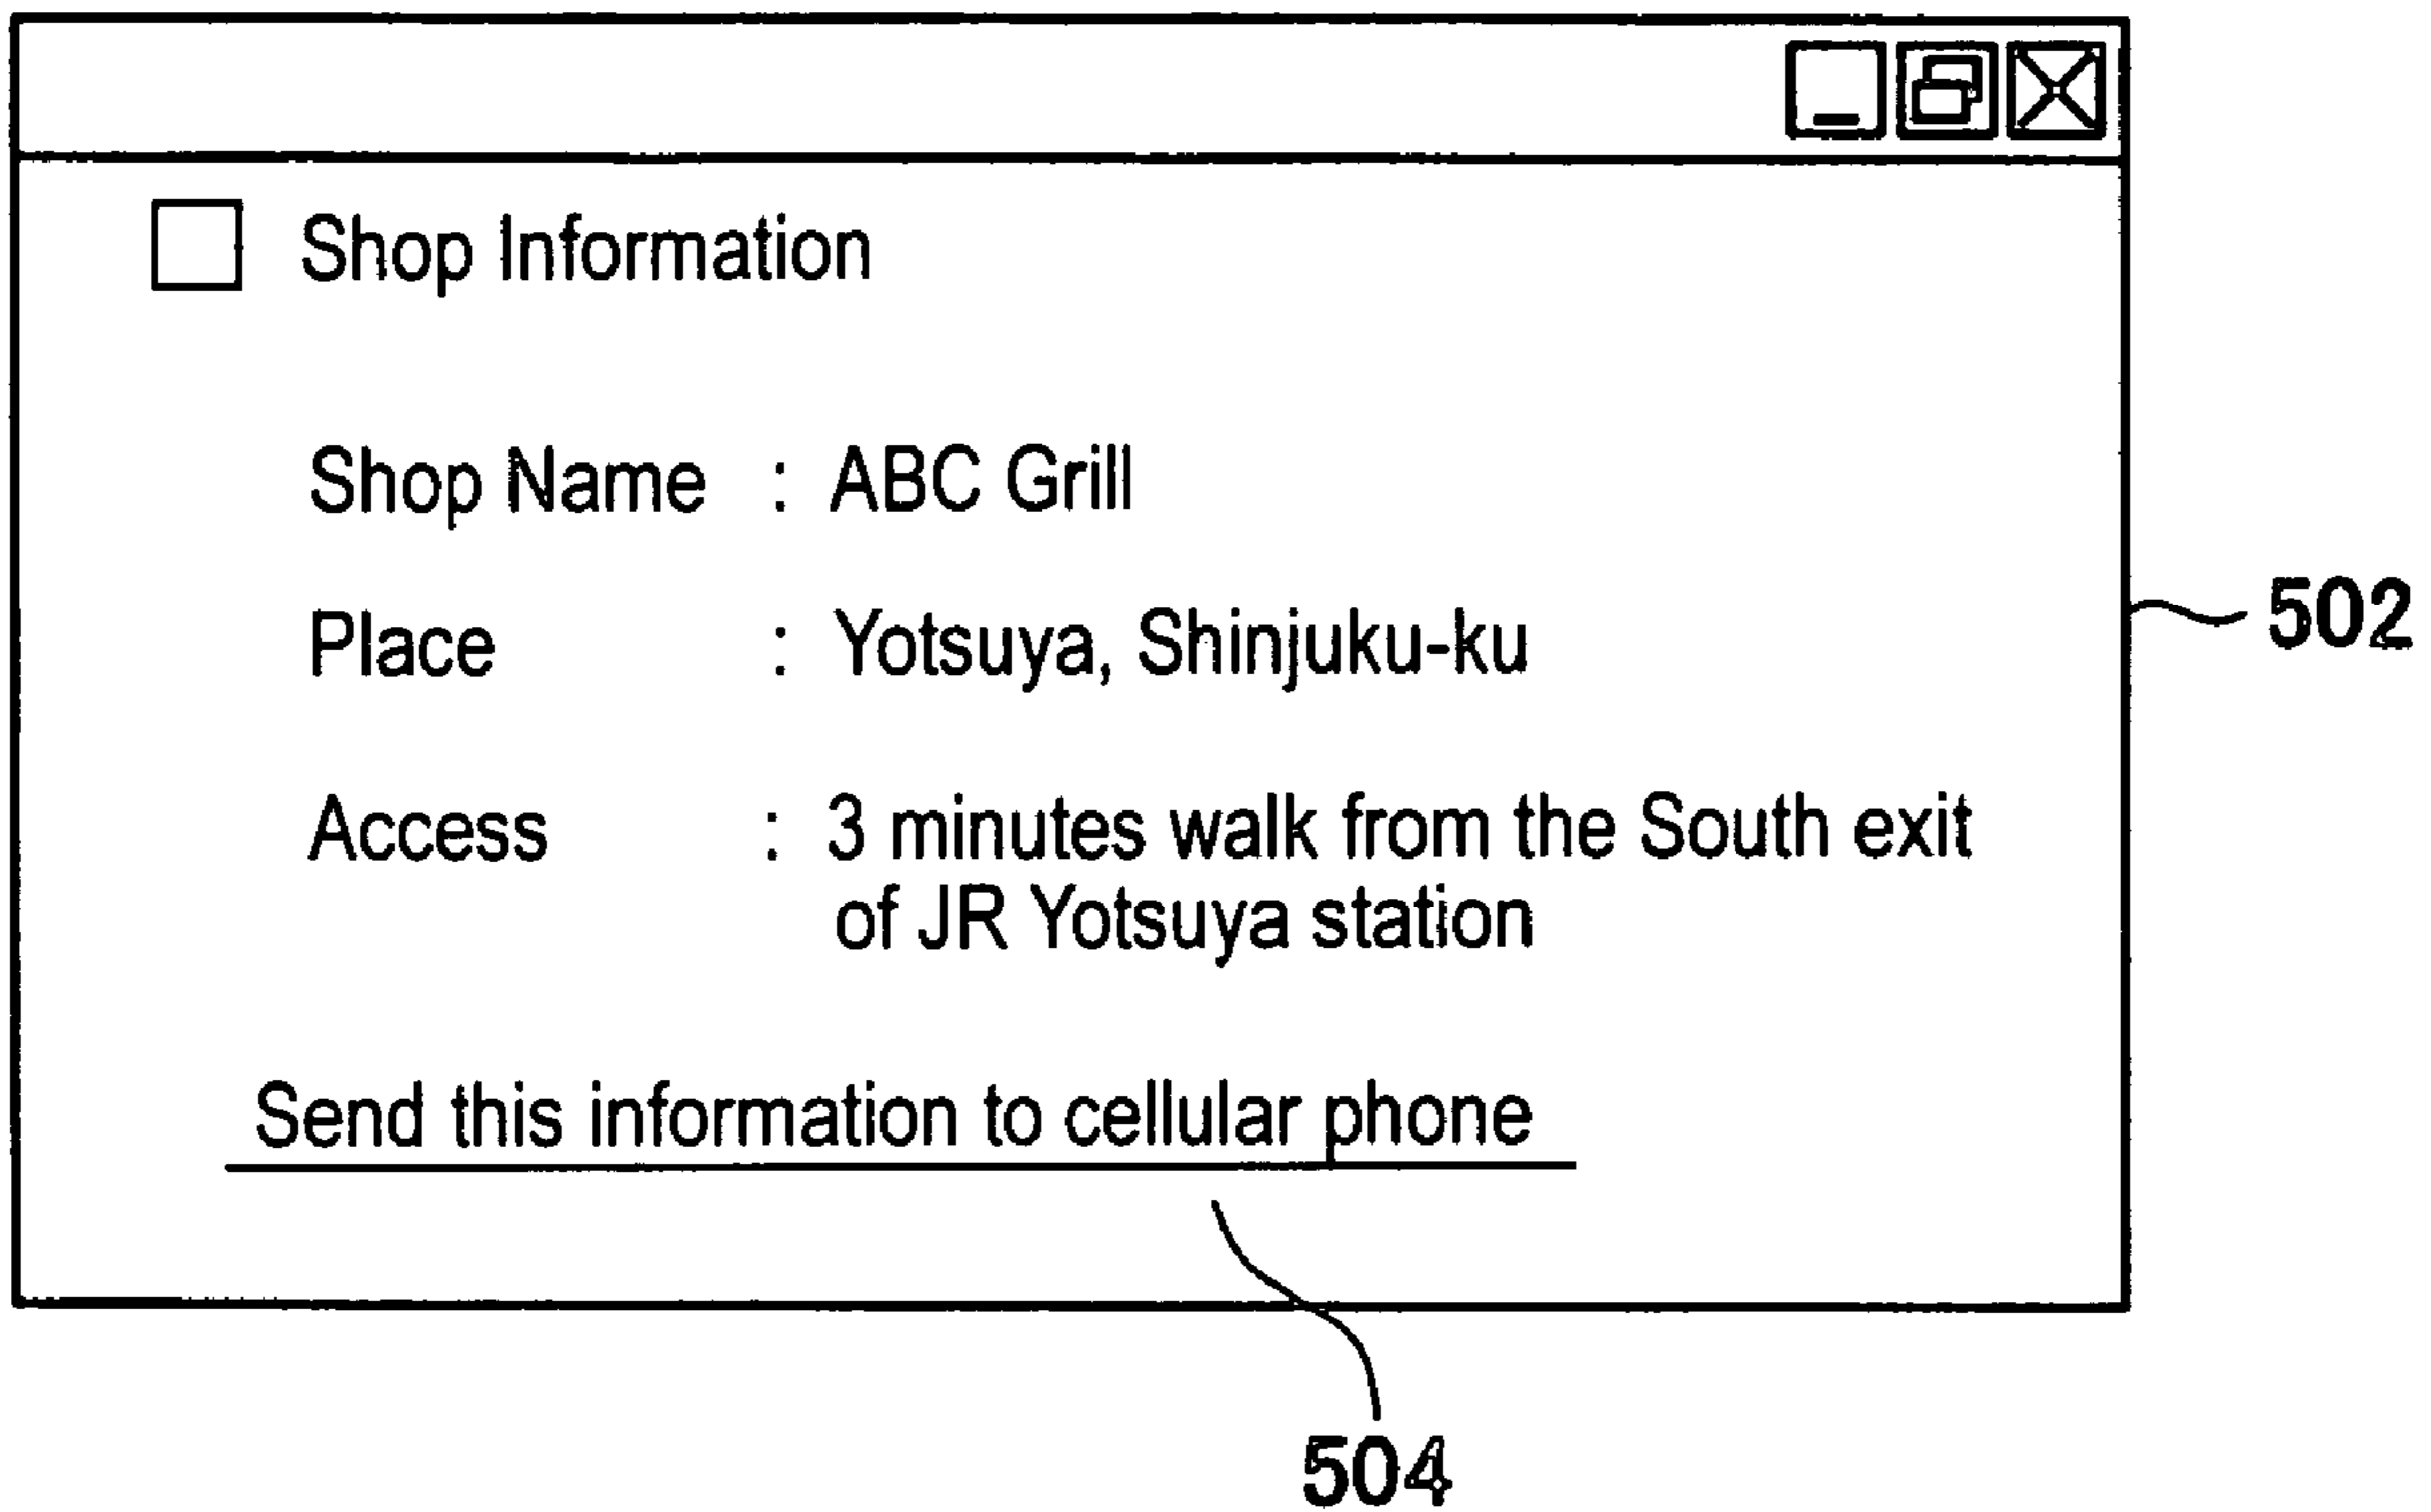 Shop Information
Shop Name : ABC Grill
Place : Yotsuya, Shinjuku-ku
502
Access : 3 minutes walk from the South exit
of JR Yotsuya station
Send this information to cellular phone
504